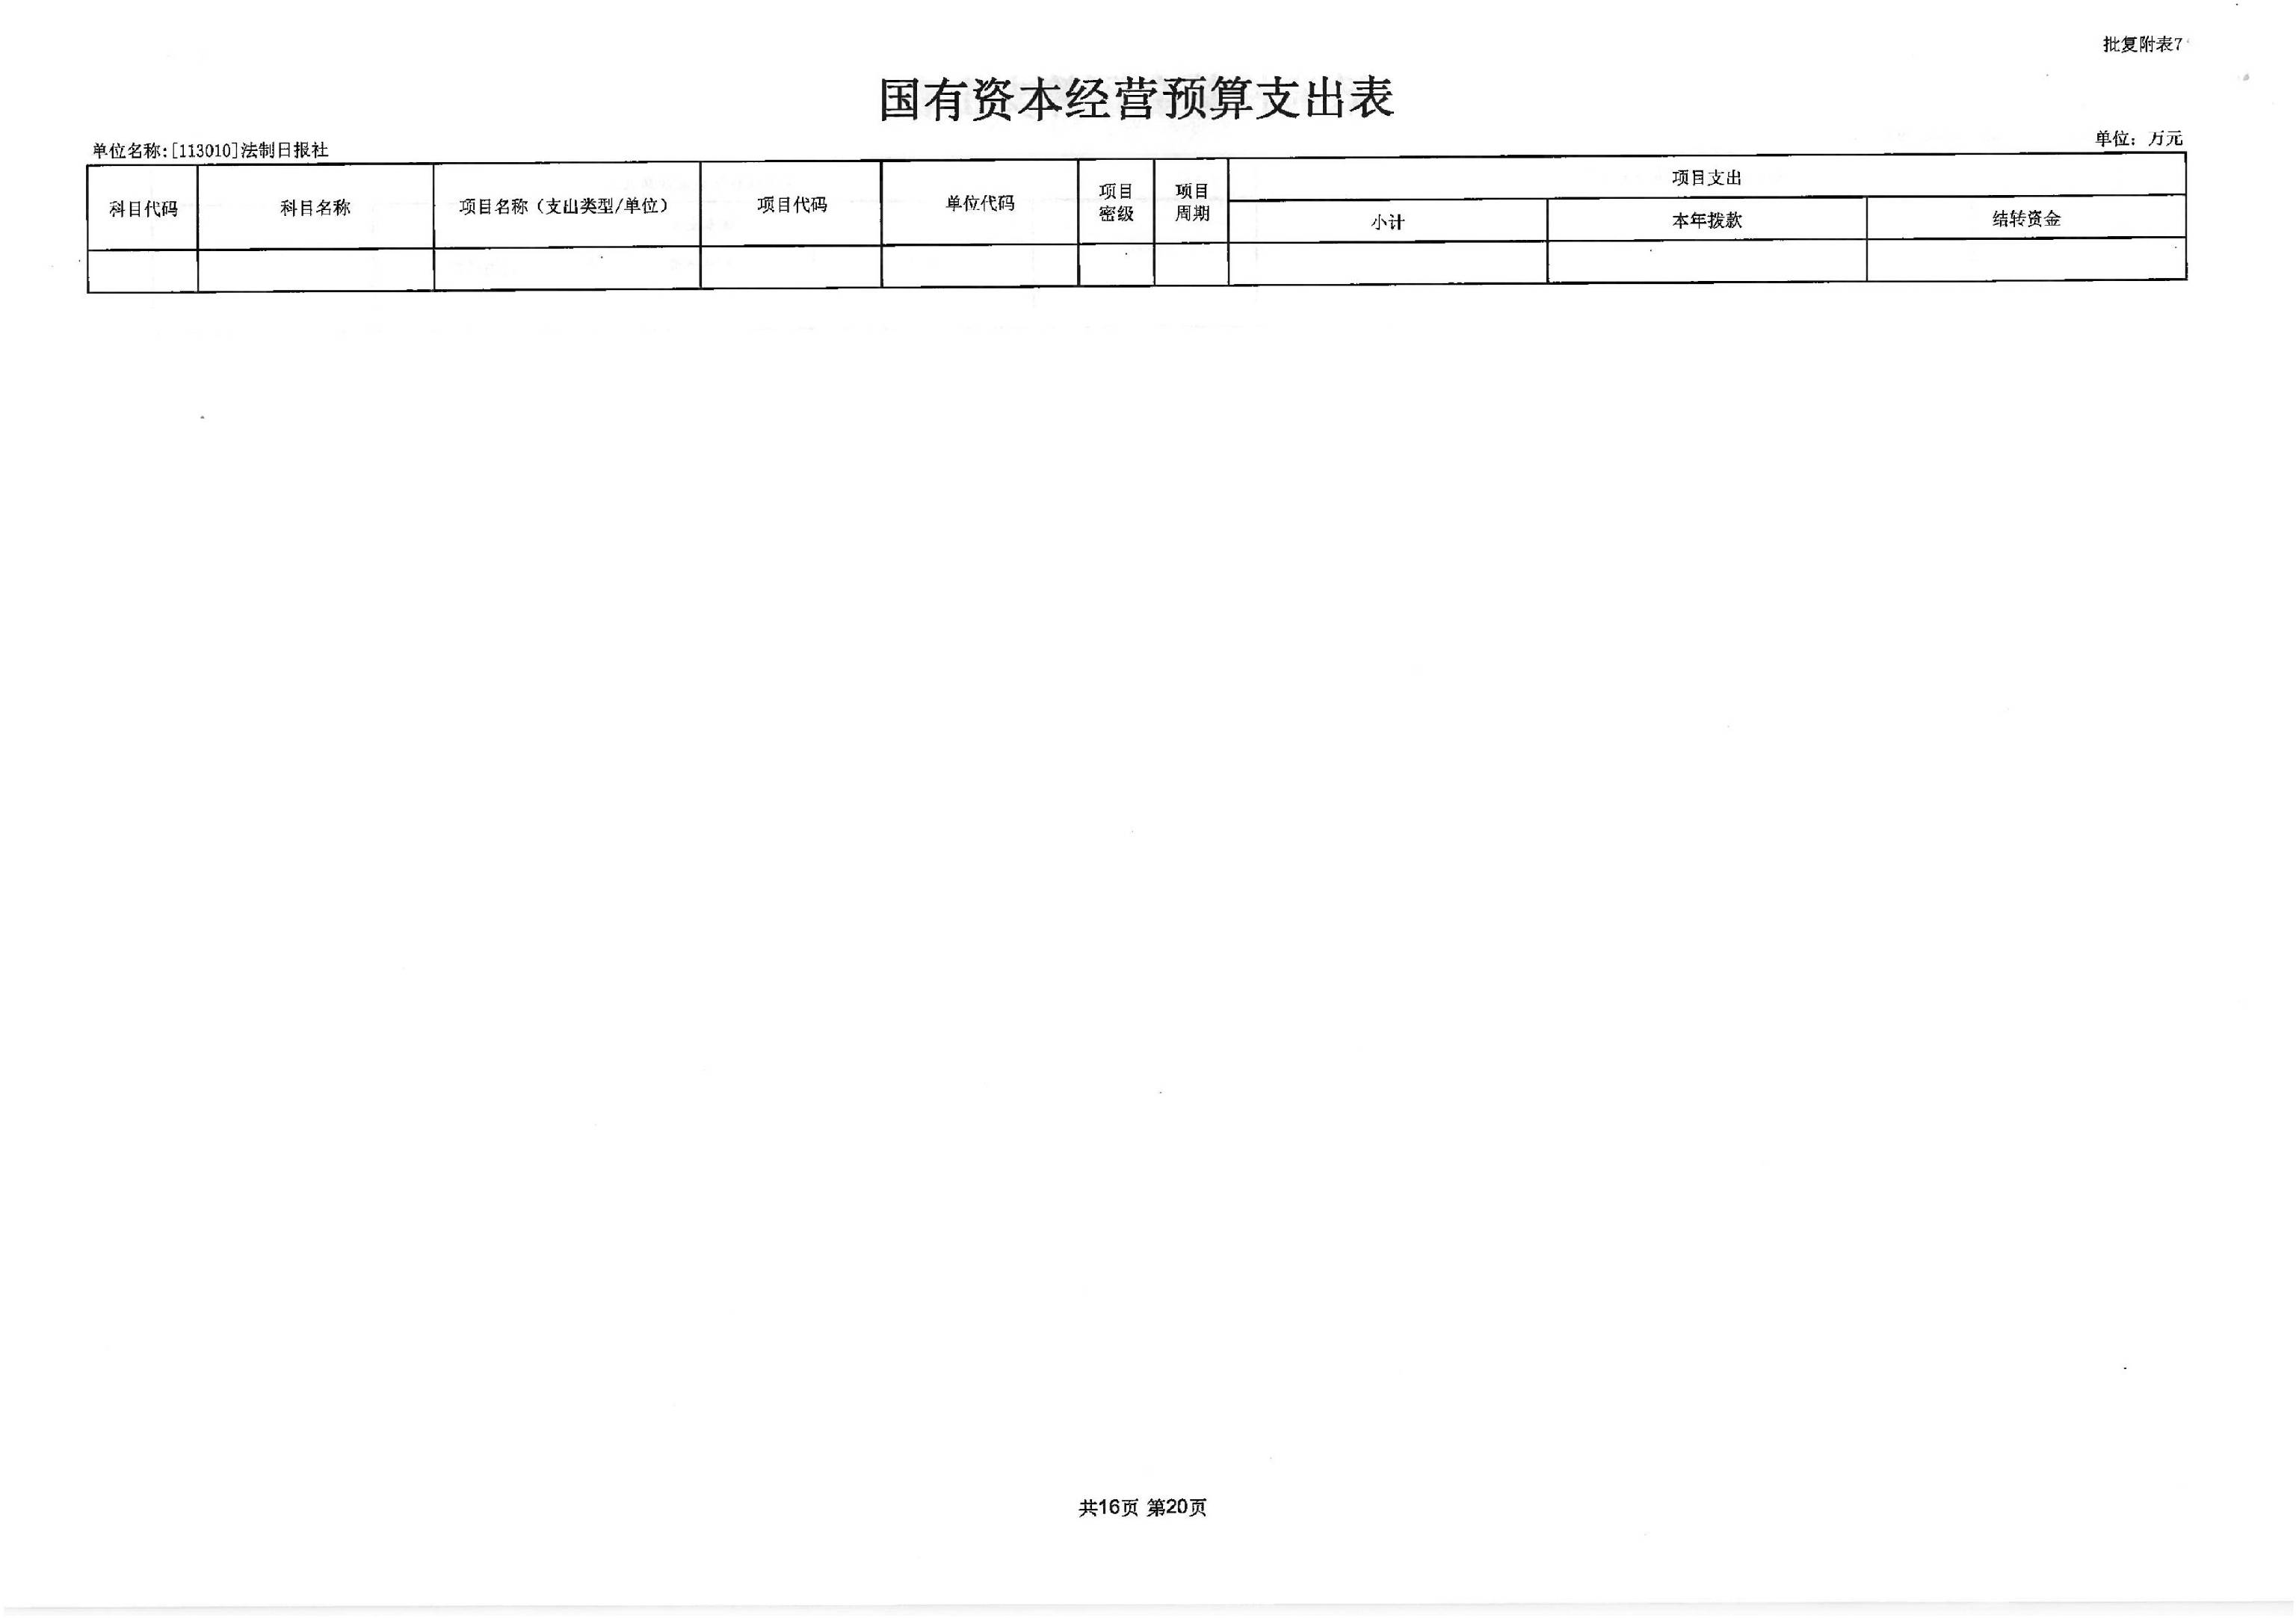 批复附表7
国有资本经营预算支出表
单位名称:[113010]法制日报社
单位：万元
科目代码
科目名称
项目名称（支出类型/单位）
项目代码
单位代码
项目
密级
项目
周期
项目支出
小计
本年拨款
结转资金
共16页 第20页